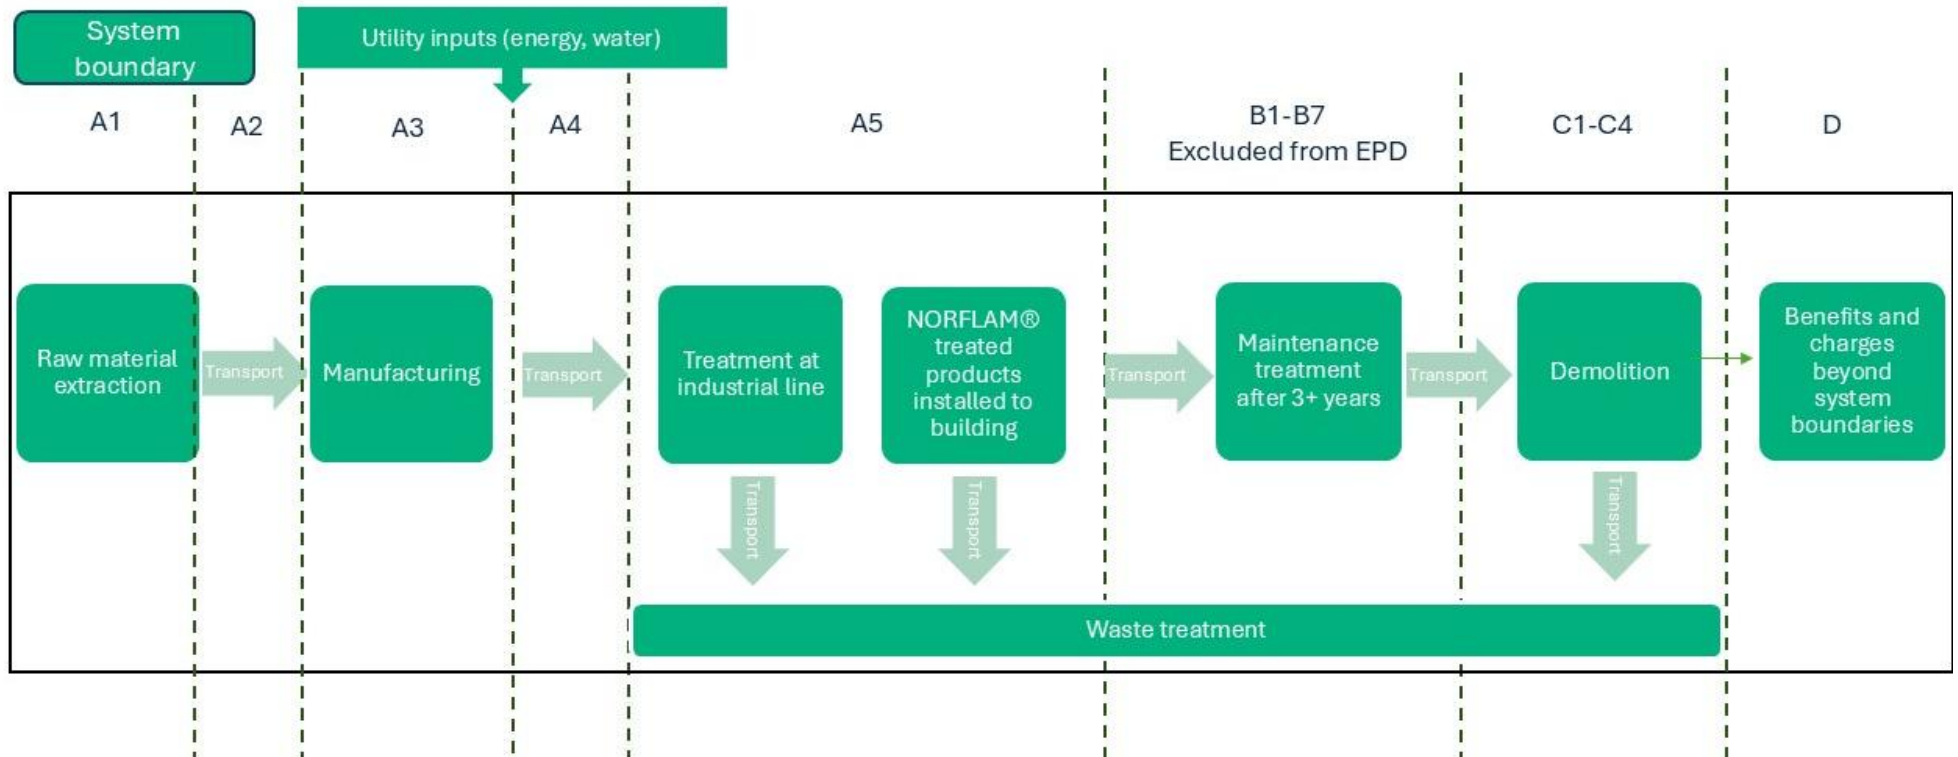 System
boundary
Utility inputs (energy, water)
A1
A2
A3
A4
A5
B1-B7
Excluded from EPD
C1-C4
D
Raw material
extraction
Transport
Manufacturing
Transport
Treatment at
industrial line
NORFLAM®
treated
products
installed to
building
Transport
Maintenance
treatment
after 3+ years
Transport
Demolition
Benefits and
charges
beyond
system
boundaries
Transport
Transport
Transport
Waste treatment